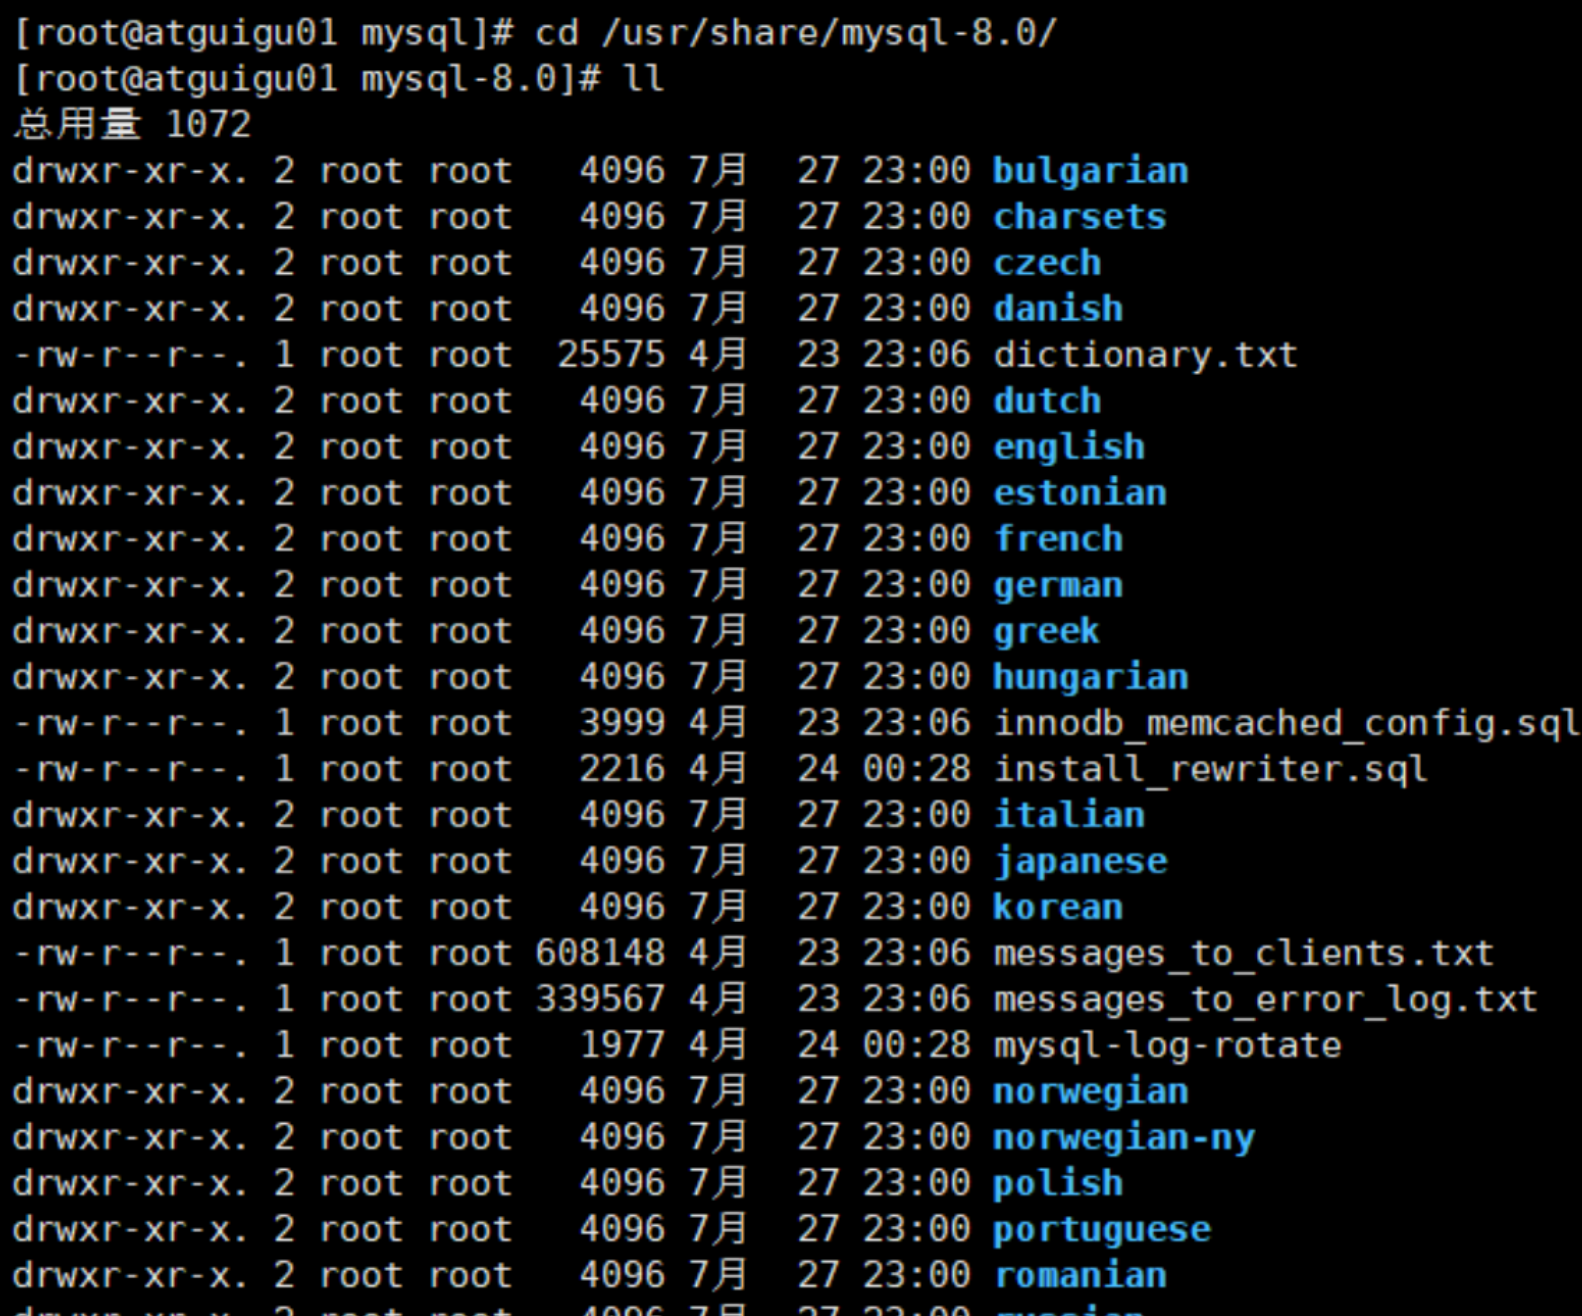 [root@atguigu01 mysql]# cd /usr/share/mysql-8.0/
[root@atguigu01 mysql-8.0]# ll
总用量 1072
drwxr-xr-x. 2 root root   4096 7月  27 23:00 bulgarian
drwxr-xr-x. 2 root root   4096 7月  27 23:00 charsets
drwxr-xr-x. 2 root root   4096 7月  27 23:00 czech
drwxr-xr-x. 2 root root   4096 7月  27 23:00 danish
-rw-r--r--. 1 root root  25575 4月  23 23:06 dictionary.txt
drwxr-xr-x. 2 root root   4096 7月  27 23:00 dutch
drwxr-xr-x. 2 root root   4096 7月  27 23:00 english
drwxr-xr-x. 2 root root   4096 7月  27 23:00 estonian
drwxr-xr-x. 2 root root   4096 7月  27 23:00 french
drwxr-xr-x. 2 root root   4096 7月  27 23:00 german
drwxr-xr-x. 2 root root   4096 7月  27 23:00 greek
drwxr-xr-x. 2 root root   4096 7月  27 23:00 hungarian
-rw-r--r--. 1 root root   3999 4月  23 23:06 innodb_memcached_config.sql
-rw-r--r--. 1 root root   2216 4月  24 00:28 install_rewriter.sql
drwxr-xr-x. 2 root root   4096 7月  27 23:00 italian
drwxr-xr-x. 2 root root   4096 7月  27 23:00 japanese
drwxr-xr-x. 2 root root   4096 7月  27 23:00 korean
-rw-r--r--. 1 root root 608148 4月  23 23:06 messages_to_clients.txt
-rw-r--r--. 1 root root 339567 4月  23 23:06 messages_to_error_log.txt
-rw-r--r--. 1 root root   1977 4月  24 00:28 mysql-log-rotate
drwxr-xr-x. 2 root root   4096 7月  27 23:00 norwegian
drwxr-xr-x. 2 root root   4096 7月  27 23:00 norwegian-ny
drwxr-xr-x. 2 root root   4096 7月  27 23:00 polish
drwxr-xr-x. 2 root root   4096 7月  27 23:00 portuguese
drwxr-xr-x. 2 root root   4096 7月  27 23:00 romanian